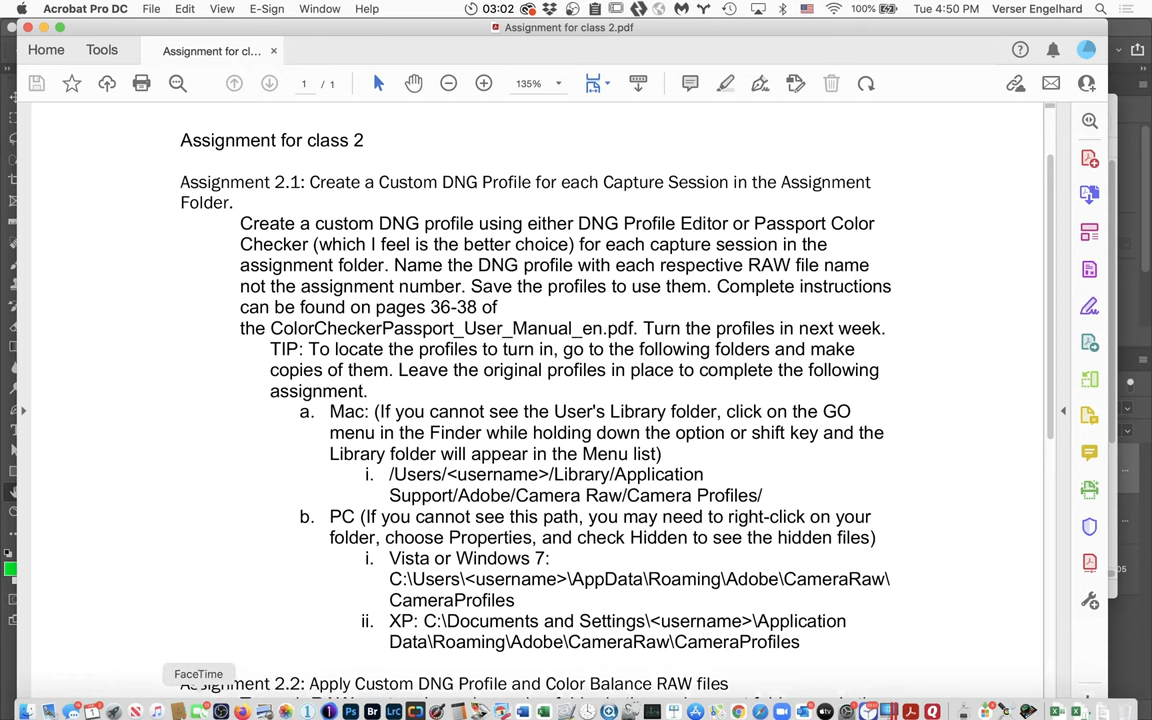 Acrobat Pro DC File Edit View E-Sign Window Help 03:02 100% Tue 4:50 PM Verser Engelhard
Assignment for class 2.pdf
Home Tools Assignment for cl... ×
1 / 1 135%
Assignment for class 2
Assignment 2.1: Create a Custom DNG Profile for each Capture Session in the Assignment
Folder.
Create a custom DNG profile using either DNG Profile Editor or Passport Color
Checker (which I feel is the better choice) for each capture session in the
assignment folder. Name the DNG profile with each respective RAW file name
not the assignment number. Save the profiles to use them. Complete instructions
can be found on pages 36-38 of
the ColorCheckerPassport_User_Manual_en.pdf. Turn the profiles in next week.
TIP: To locate the profiles to turn in, go to the following folders and make
copies of them. Leave the original profiles in place to complete the following
assignment.
a. Mac: (If you cannot see the User's Library folder, click on the GO
menu in the Finder while holding down the option or shift key and the
Library folder will appear in the Menu list)
i. /Users/<username>/Library/Application
Support/Adobe/Camera Raw/Camera Profiles/
b. PC (If you cannot see this path, you may need to right-click on your
folder, choose Properties, and check Hidden to see the hidden files)
i. Vista or Windows 7:
C:\Users\<username>\AppData\Roaming\Adobe\CameraRaw\
CameraProfiles
ii. XP: C:\Documents and Settings\<username>\Application
Data\Roaming\Adobe\CameraRaw\CameraProfiles
FaceTime
Assignment 2.2: Apply Custom DNG Profile and Color Balance RAW files
Ps Br LrC